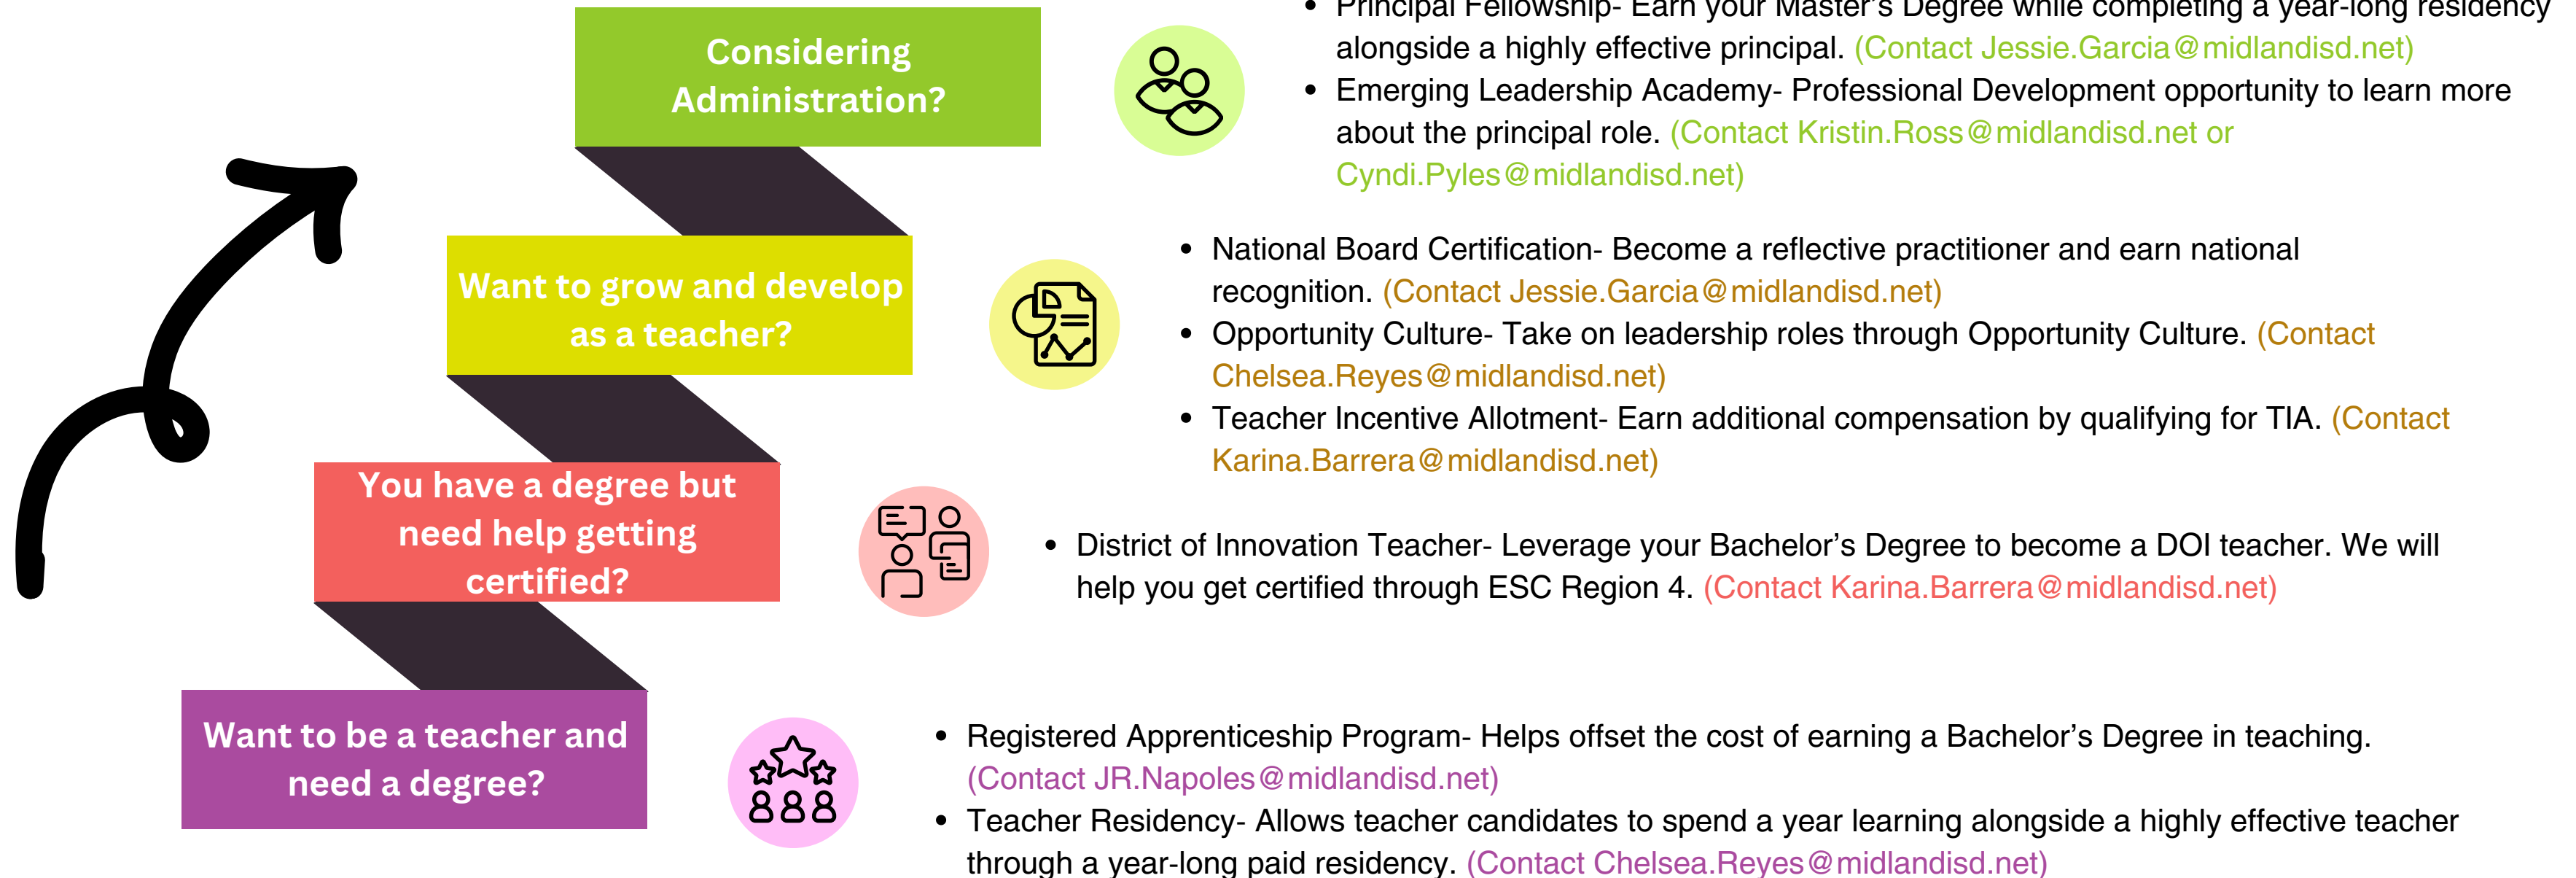 Considering
Administration?
• Principal Fellowship- Earn your Master's Degree while completing a year-long residency
alongside a highly effective principal. (Contact Jessie.Garcia@midlandisd.net)
• Emerging Leadership Academy- Professional Development opportunity to learn more
about the principal role. (Contact Kristin.Ross@midlandisd.net or
Cyndi.Pyles@midlandisd.net)
Want to grow and develop
as a teacher?
• National Board Certification- Become a reflective practitioner and earn national
recognition. (Contact Jessie.Garcia@midlandisd.net)
• Opportunity Culture- Take on leadership roles through Opportunity Culture. (Contact
Chelsea.Reyes@midlandisd.net)
• Teacher Incentive Allotment- Earn additional compensation by qualifying for TIA. (Contact
Karina.Barrera@midlandisd.net)
You have a degree but
need help getting
certified?
• District of Innovation Teacher- Leverage your Bachelor’s Degree to become a DOI teacher. We will
help you get certified through ESC Region 4. (Contact Karina.Barrera@midlandisd.net)
Want to be a teacher and
need a degree?
• Registered Apprenticeship Program- Helps offset the cost of earning a Bachelor’s Degree in teaching.
(Contact JR.Napoles@midlandisd.net)
• Teacher Residency- Allows teacher candidates to spend a year learning alongside a highly effective teacher
through a year-long paid residency. (Contact Chelsea.Reyes@midlandisd.net)